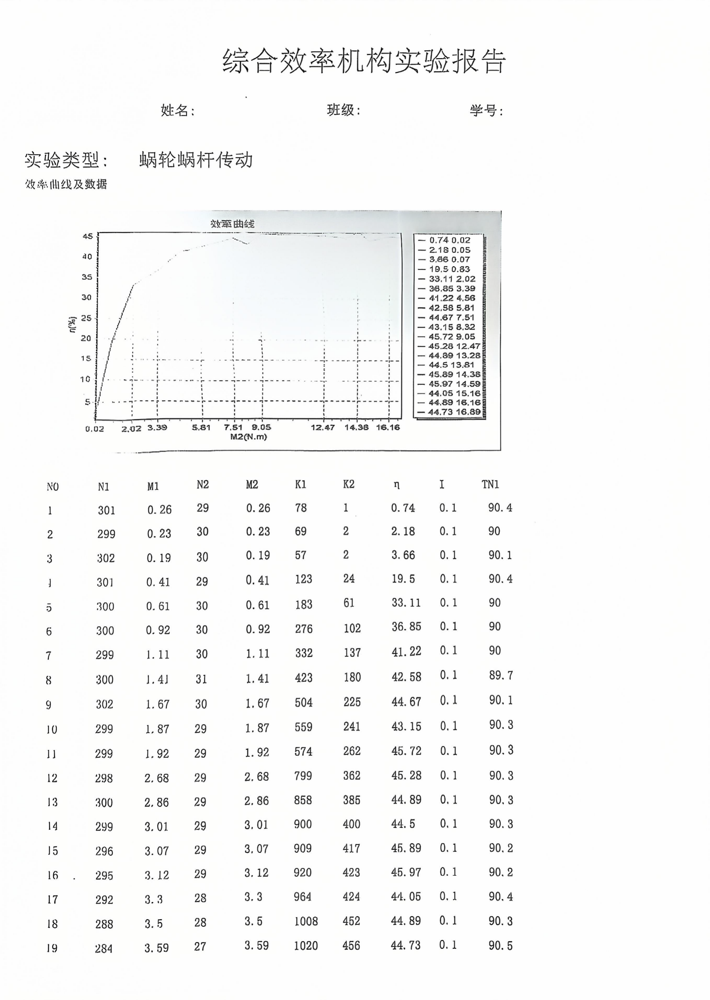 综合效率机构实验报告
姓名: 班级: 学号:
实验类型: 蜗轮蜗杆传动
效率曲线及数据
效率曲线
45
40
35
30
25
20
15
10
5
η(%)
0.02 2.02 3.39 5.81 7.51 9.05 12.47 14.38 16.16
M2(N.m)
0.74 0.02
2.18 0.05
3.66 0.07
19.5 0.83
33.11 2.02
36.85 3.39
41.22 4.56
42.58 5.81
44.67 7.51
43.15 8.32
45.72 9.05
45.28 12.47
44.89 13.28
44.5 13.81
45.89 14.38
45.97 14.59
44.05 15.16
44.89 16.16
44.73 16.89
NO N1 M1 N2 M2 K1 K2 η I TN1
1 301 0.26 29 0.26 78 1 0.74 0.1 90.4
2 299 0.23 30 0.23 69 2 2.18 0.1 90
3 302 0.19 30 0.19 57 2 3.66 0.1 90.1
4 301 0.41 29 0.41 123 24 19.5 0.1 90.4
5 300 0.61 30 0.61 183 61 33.11 0.1 90
6 300 0.92 30 0.92 276 102 36.85 0.1 90
7 299 1.11 30 1.11 332 137 41.22 0.1 90
8 300 1.41 31 1.41 423 180 42.58 0.1 89.7
9 302 1.67 30 1.67 504 225 44.67 0.1 90.1
10 299 1.87 29 1.87 559 241 43.15 0.1 90.3
11 299 1.92 29 1.92 574 262 45.72 0.1 90.3
12 298 2.68 29 2.68 799 362 45.28 0.1 90.3
13 300 2.86 29 2.86 858 385 44.89 0.1 90.3
14 299 3.01 29 3.01 900 400 44.5 0.1 90.3
15 296 3.07 29 3.07 909 417 45.89 0.1 90.2
16 295 3.12 29 3.12 920 423 45.97 0.1 90.2
17 292 3.3 28 3.3 964 424 44.05 0.1 90.4
18 288 3.5 28 3.5 1008 452 44.89 0.1 90.3
19 284 3.59 27 3.59 1020 456 44.73 0.1 90.5